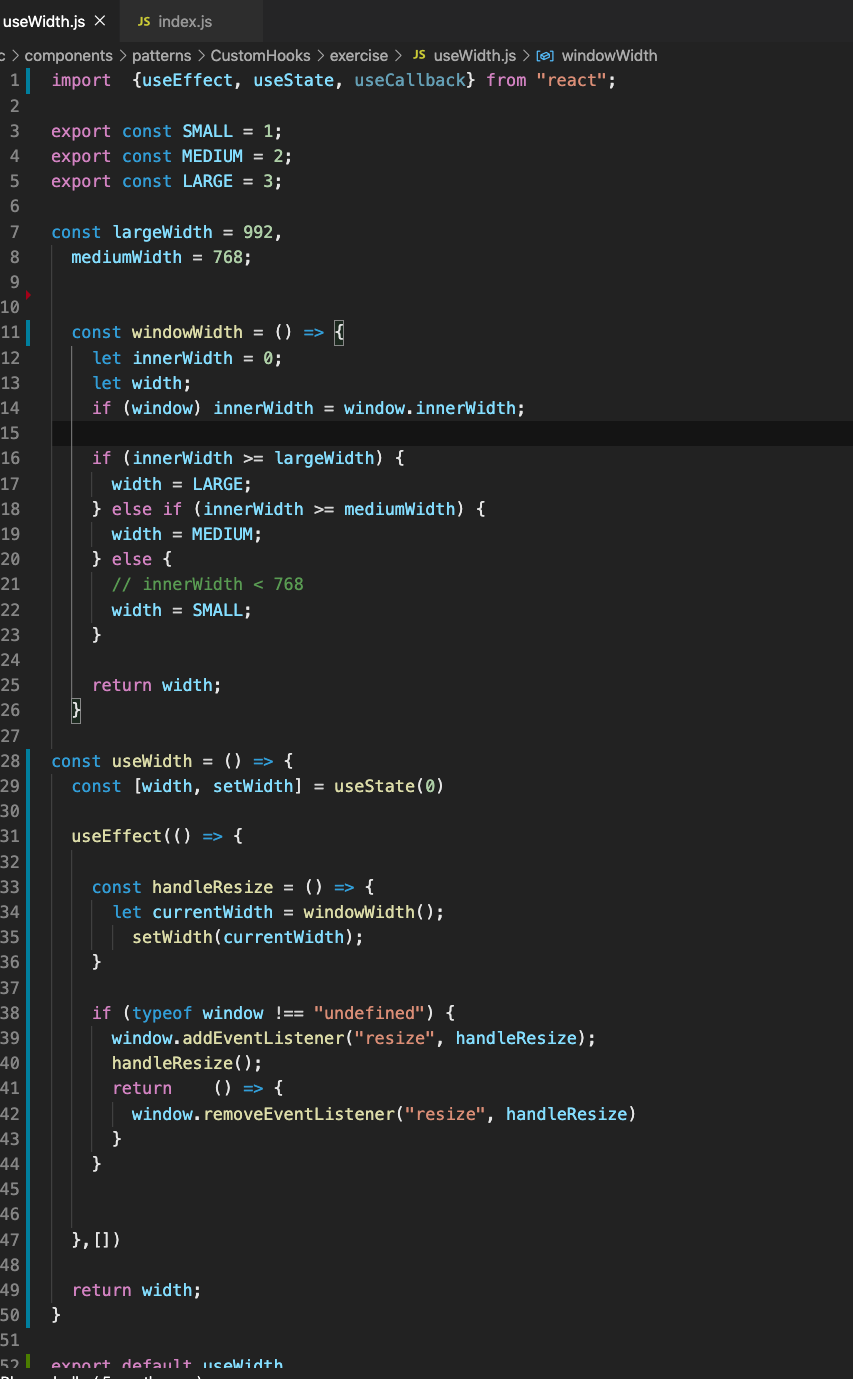 useWidth.js ×
JS index.js
c > components > patterns > CustomHooks > exercise > JS useWidth.js > windowWidth
1 import  {useEffect, useState, useCallback} from "react";
2
3 export const SMALL = 1;
4 export const MEDIUM = 2;
5 export const LARGE = 3;
6
7 const largeWidth = 992,
8   mediumWidth = 768;
9
10
11   const windowWidth = () => {
12     let innerWidth = 0;
13     let width;
14     if (window) innerWidth = window.innerWidth;
15
16     if (innerWidth >= largeWidth) {
17       width = LARGE;
18     } else if (innerWidth >= mediumWidth) {
19       width = MEDIUM;
20     } else {
21       // innerWidth < 768
22       width = SMALL;
23     }
24
25     return width;
26   }
27
28 const useWidth = () => {
29   const [width, setWidth] = useState(0)
30
31   useEffect(() => {
32
33     const handleResize = () => {
34       let currentWidth = windowWidth();
35         setWidth(currentWidth);
36     }
37
38     if (typeof window !== "undefined") {
39       window.addEventListener("resize", handleResize);
40       handleResize();
41       return    () => {
42         window.removeEventListener("resize", handleResize)
43       }
44     }
45
46
47   },[])
48
49   return width;
50 }
51
52 export default useWidth